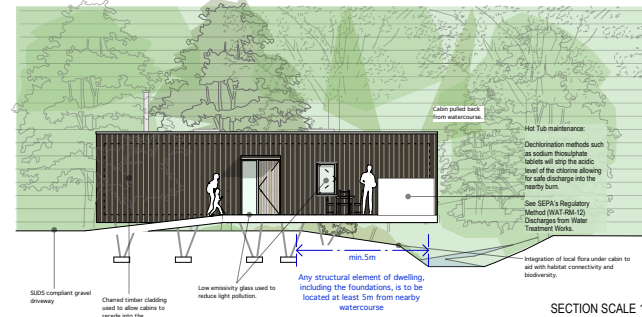 Cabin pulled back
from watercourse.
Hot Tub maintenance:
Dechlorination methods such
as sodium thiosulphate
tablets will strip the acidic
level of the chlorine allowing
for safe discharge into the
nearby burn.
See SEPA's Regulatory
Method (WAT-RM-12)
Discharges from Water
Treatment Works.
min.5m
Any structural element of dwelling,
including the foundations, is to be
located at least 5m from nearby
watercourse
Integration of local flora under cabin to
aid with habitat connectivity and
biodiversity.
SUDS compliant gravel
driveway
Charred timber cladding
used to allow cabins to
recede into the
Low emissivity glass used to
reduce light pollution.
SECTION SCALE 1